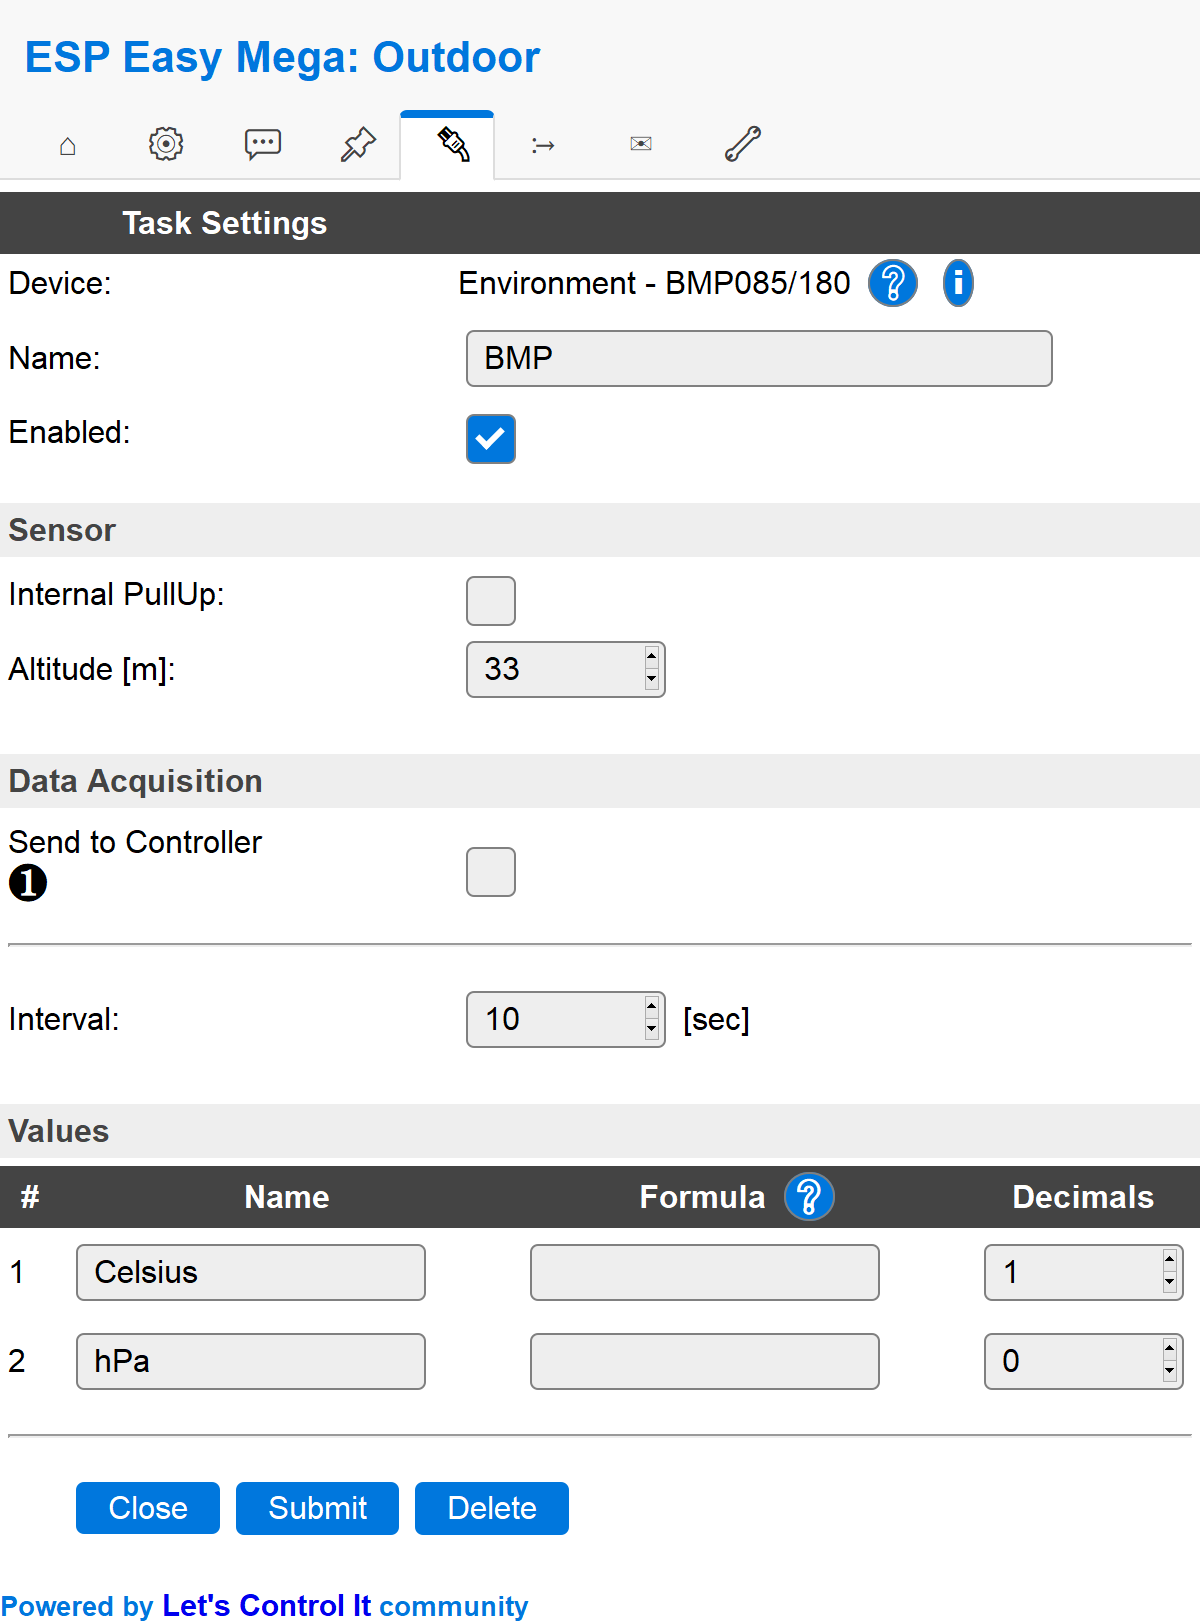 ESP Easy Mega: Outdoor
Task Settings
Device: Environment - BMP085/180 ? i
Name: BMP
Enabled:
Sensor
Internal PullUp:
Altitude [m]: 33
Data Acquisition
Send to Controller
1
Interval: 10 [sec]
Values
# Name Formula ? Decimals
1 Celsius 1
2 hPa 0
Close Submit Delete
Powered by Let's Control It community